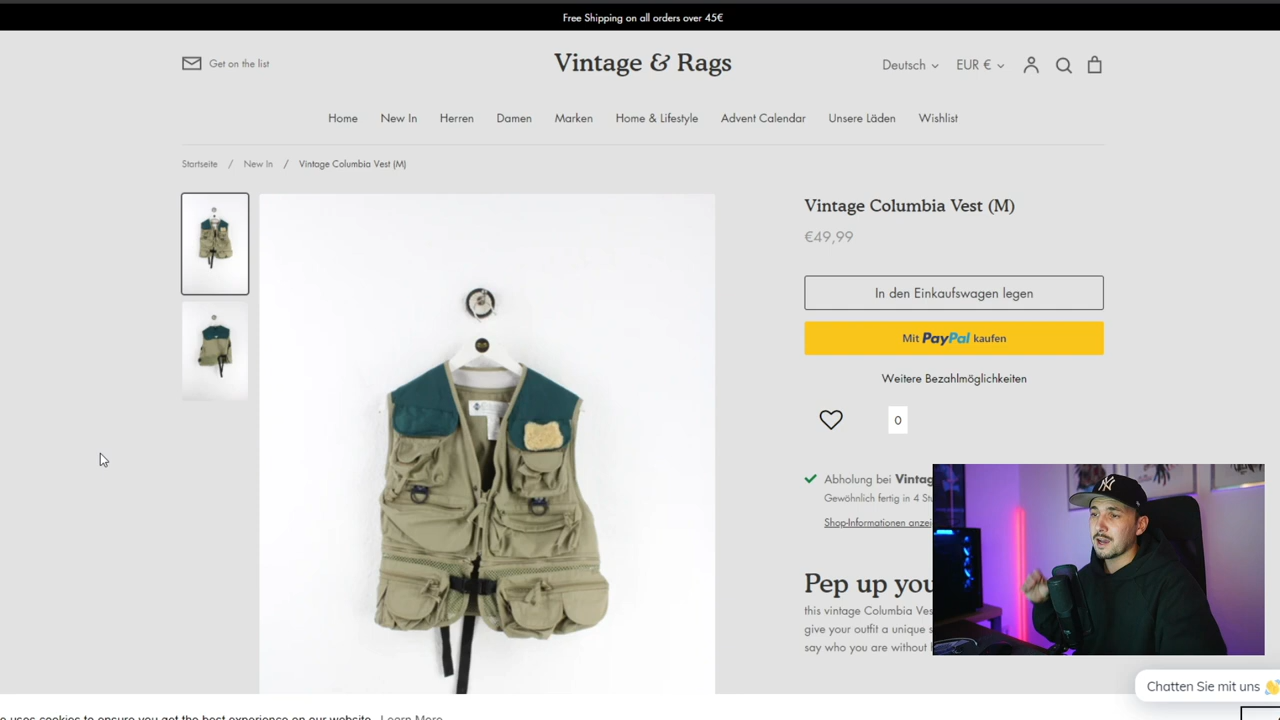 Free Shipping on all orders over 45€
Get on the list
Vintage & Rags
Deutsch
EUR €
Home
New In
Herren
Damen
Marken
Home & Lifestyle
Advent Calendar
Unsere Läden
Wishlist
Startseite / New In / Vintage Columbia Vest (M)
Vintage Columbia Vest (M)
€49,99
In den Einkaufswagen legen
Mit PayPal kaufen
Weitere Bezahlmöglichkeiten
0
Abholung bei Vintag
Gewöhnlich fertig in 4 Stu
Shop-Informationen anzei
Pep up you
this vintage Columbia Ves
give your outfit a unique s
say who you are without
Chatten Sie mit uns 👋
e uses cookies to ensure you get the best experience on our website. Learn More